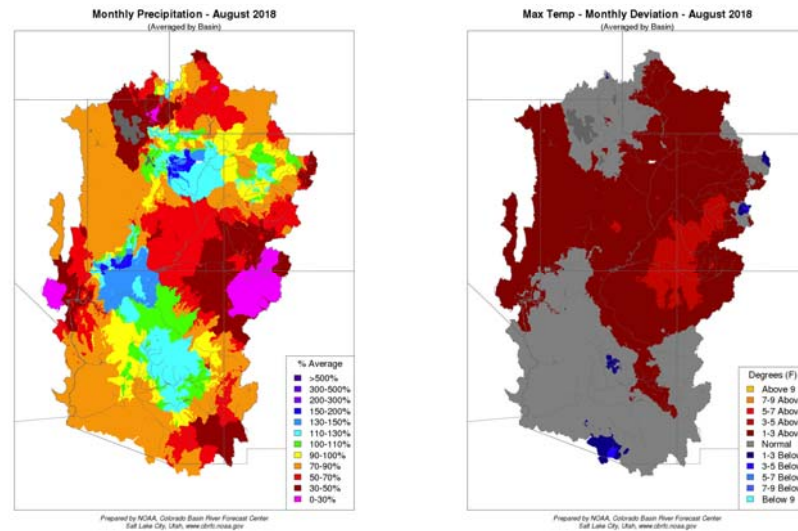 Monthly Precipitation - August 2018
(Averaged by Basin)
% Average
>500%
300-500%
200-300%
150-200%
130-150%
110-130%
100-110%
90-100%
70-90%
50-70%
30-50%
0-30%
Prepared by NOAA, Colorado Basin River Forecast Center
Salt Lake City, Utah, www.cbrfc.noaa.gov
Max Temp - Monthly Deviation - August 2018
(Averaged by Basin)
Degrees (F)
Above 9
7-9 Above
5-7 Above
3-5 Above
1-3 Above
Normal
1-3 Below
3-5 Below
5-7 Below
7-9 Below
Below 9
Prepared by NOAA, Colorado Basin River Forecast Center
Salt Lake City, Utah, www.cbrfc.noaa.gov